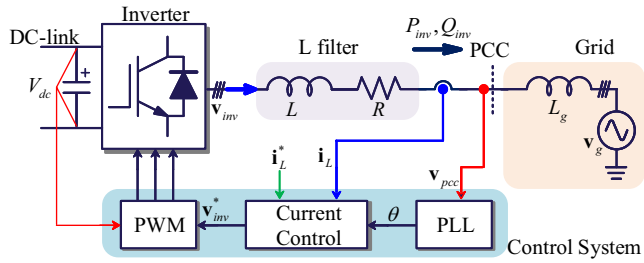 Inverter
DC-link
L filter
P_inv, Q_inv
PCC
Grid
V_dc
+
v_inv
L
R
L_g
v_g
i_L^*
i_L
v_pcc
PWM
v_inv^*
Current
Control
θ
PLL
Control System